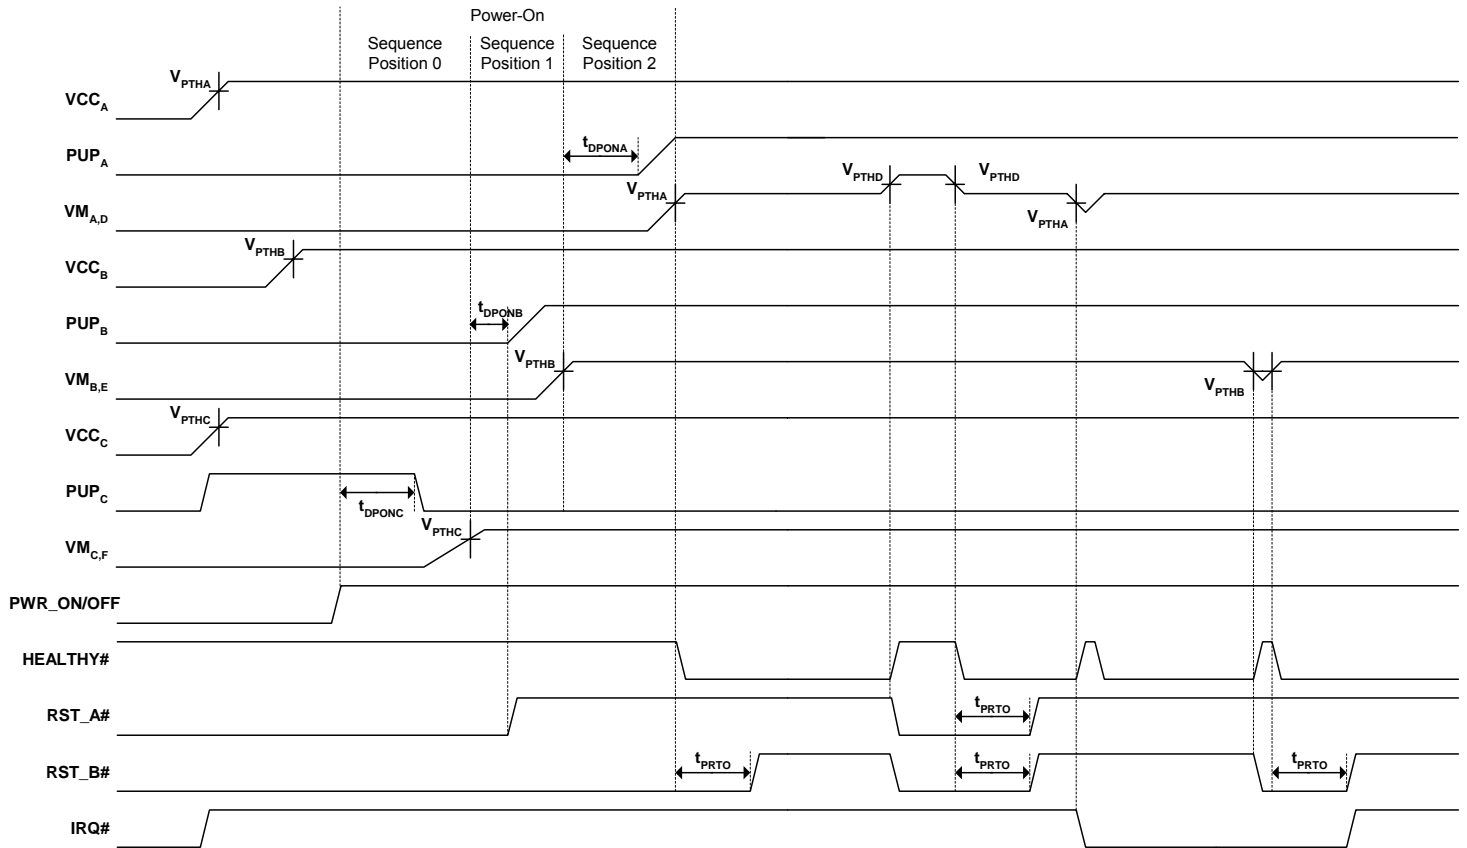 Power-On
Sequence
Position 0
Sequence
Position 1
Sequence
Position 2
VPTHA
VCCA
tDPONA
PUPA
VPTHD
VPTHD
VPTHA
VPTHA
VMA,D
VPTHB
VCCB
tDPONB
PUPB
VPTHB
VPTHB
VMB,E
VPTHC
VCCC
PUPC
tDPONC
VPTHC
VMC,F
PWR_ON/OFF
HEALTHY#
RST_A#
tPRTO
RST_B#
tPRTO
tPRTO
tPRTO
IRQ#